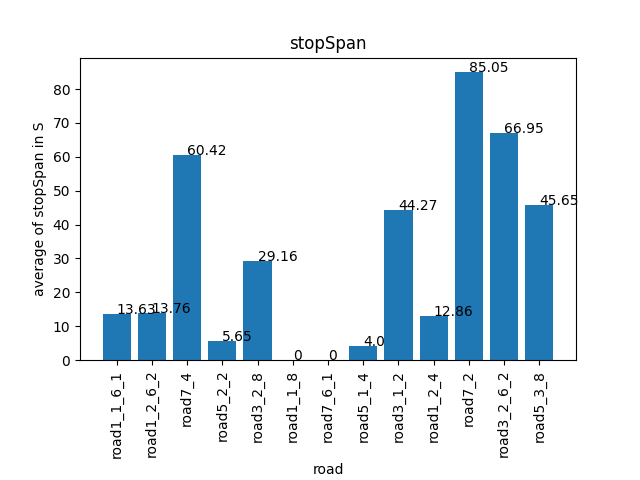 stopSpan
average of stopSpan in S
80
70
60
50
40
30
20
10
0
13.63
13.76
60.42
5.65
29.16
0
0
4.0
44.27
12.86
85.05
66.95
45.65
road1_1_6_1
road1_2_6_2
road7_4
road5_2_2
road3_2_8
road1_1_8
road7_6_1
road5_1_4
road3_1_2
road1_2_4
road7_2
road3_2_6_2
road5_3_8
road